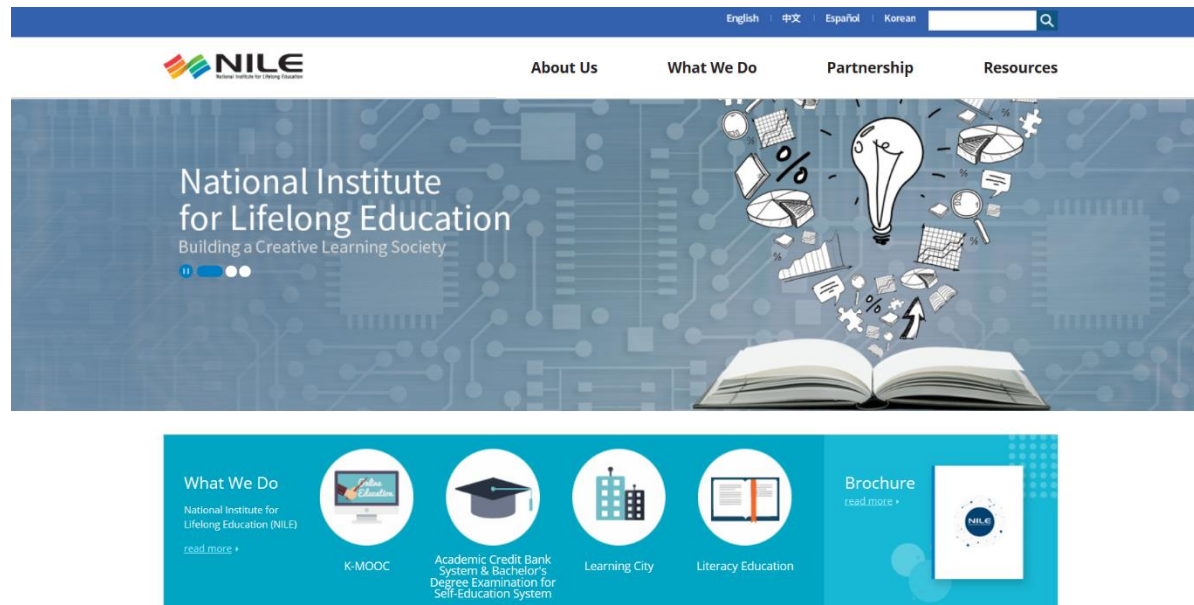 English
中文
Español
Korean
NILE
National Institute for Lifelong Education
About Us
What We Do
Partnership
Resources
National Institute
for Lifelong Education
Building a Creative Learning Society
What We Do
National Institute for
Lifelong Education (NILE)
read more
Online
Education
K-MOOC
Academic Credit Bank
System & Bachelor's
Degree Examination for
Self-Education System
Learning City
Literacy Education
Brochure
read more
NILE